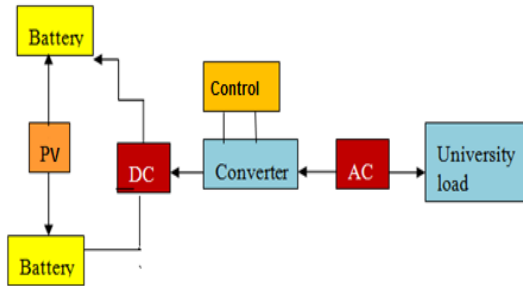 Battery
Control
PV
DC
Converter
AC
University
load
Battery